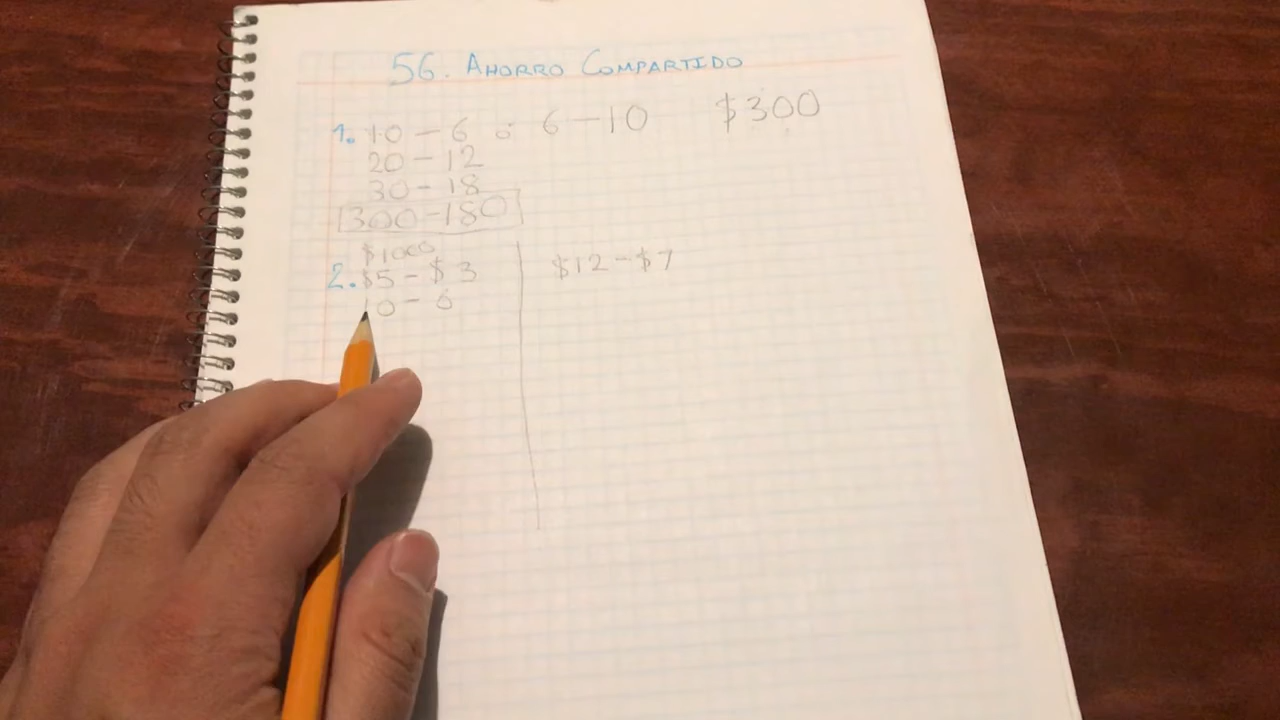 56. AHORRO COMPARTIDO
1. 10 - 6 ó 6 - 10 $300
20 - 12
30 - 18
300 - 180
$1000
2. $5 - $3 $12 - $7
10 - 6